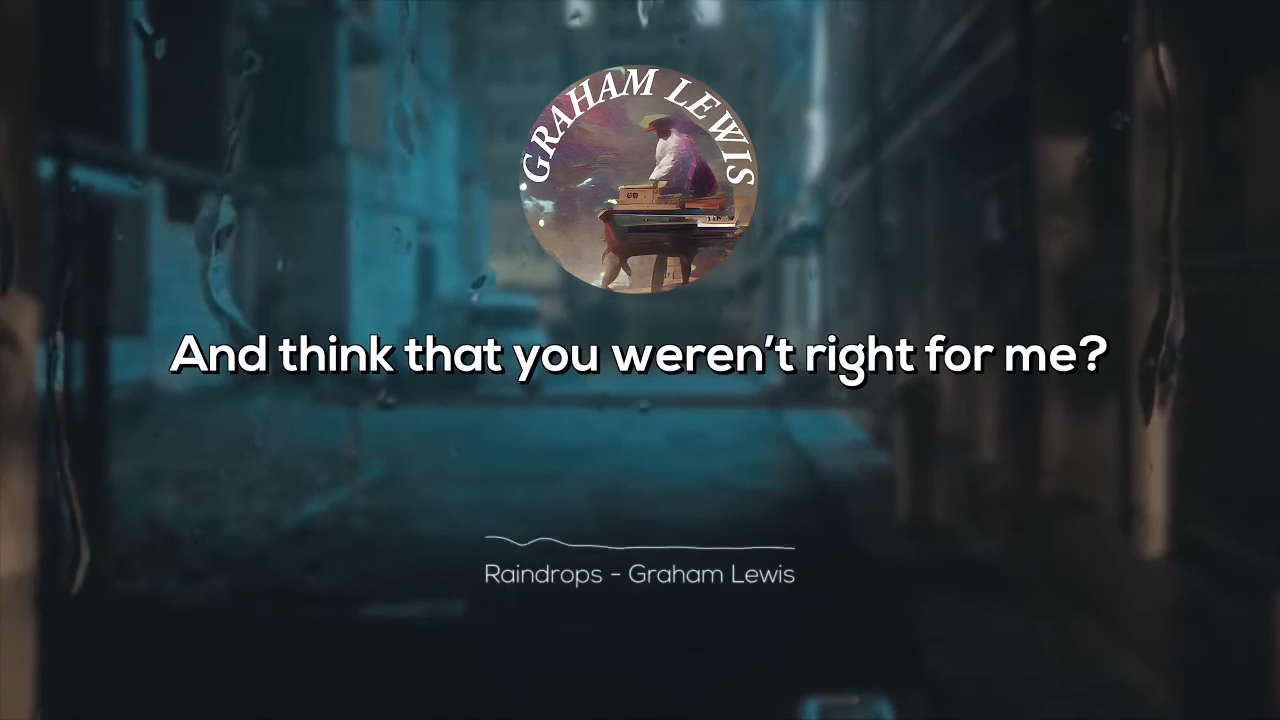 GRAHAM LEWIS
And think that you weren't right for me?
Raindrops - Graham Lewis